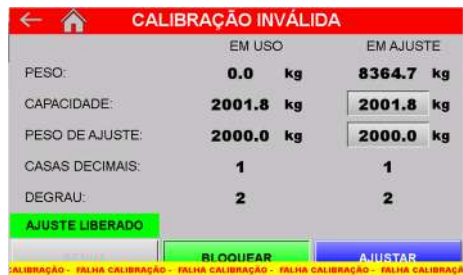 CALIBRAÇÃO INVÁLIDA
EM USO EM AJUSTE
PESO: 0.0 kg 8364.7 kg
CAPACIDADE: 2001.8 kg 2001.8 kg
PESO DE AJUSTE: 2000.0 kg 2000.0 kg
CASAS DECIMAIS: 1 1
DEGRAU: 2 2
AJUSTE LIBERADO
BLOQUEAR AJUSTAR
CALIBRAÇÃO - FALHA CALIBRAÇÃO - FALHA CALIBRAÇÃO - FALHA CALIBRAÇÃO - FALHA CALIBRAÇÃO